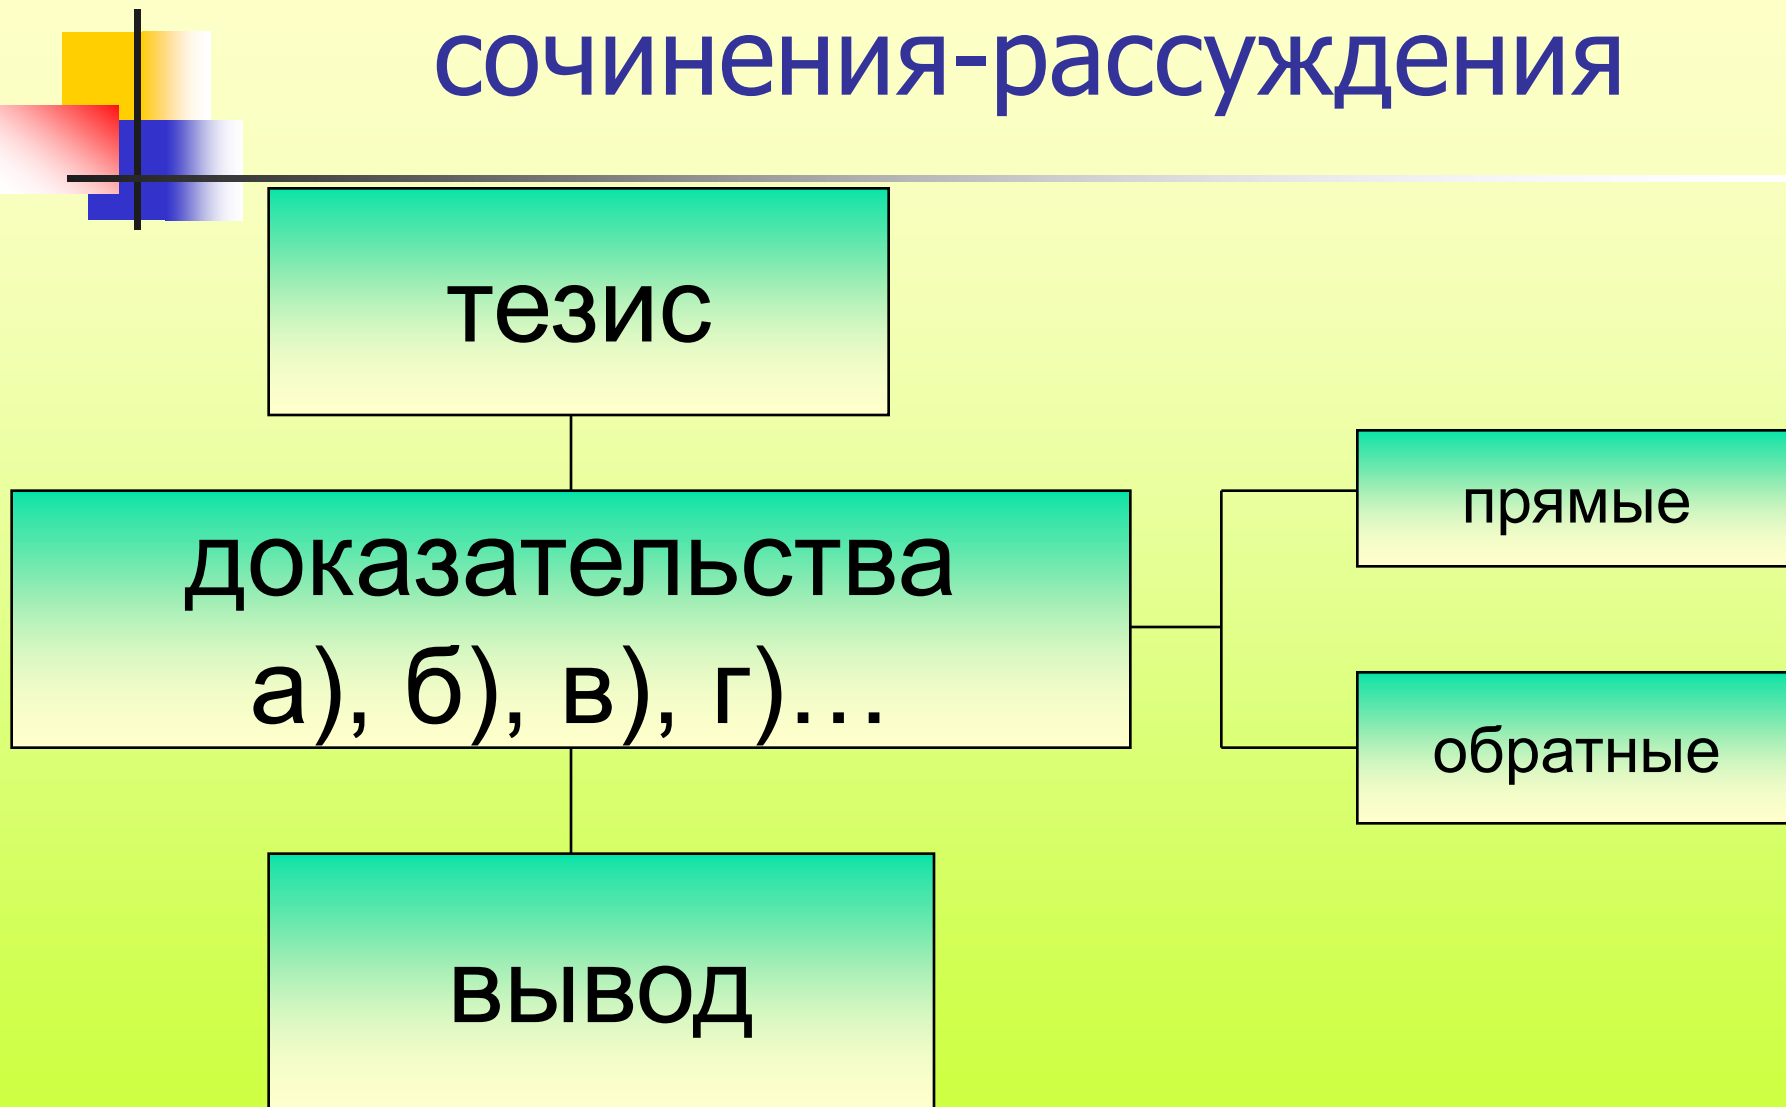 сочинения-рассуждения
тезис
доказательства
а), б), в), г)…
прямые
обратные
вывод